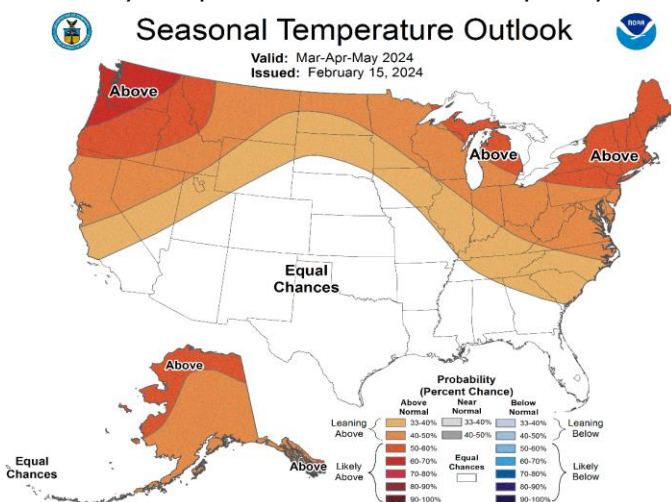 Seasonal Temperature Outlook
NOAA
Valid: Mar-Apr-May 2024
Issued: February 15, 2024
Above
Above
Above
Equal
Chances
Above
Above
Equal
Chances
Probability
(Percent Chance)
Above
Normal
Near
Normal
Below
Normal
Leaning
Above
33-40%
33-40%
33-40%
Leaning
Below
40-50%
40-50%
40-50%
Likely
Above
50-60%
Equal
Chances
50-60%
Likely
Below
60-70%
60-70%
70-80%
70-80%
80-90%
80-90%
90-100%
90-100%